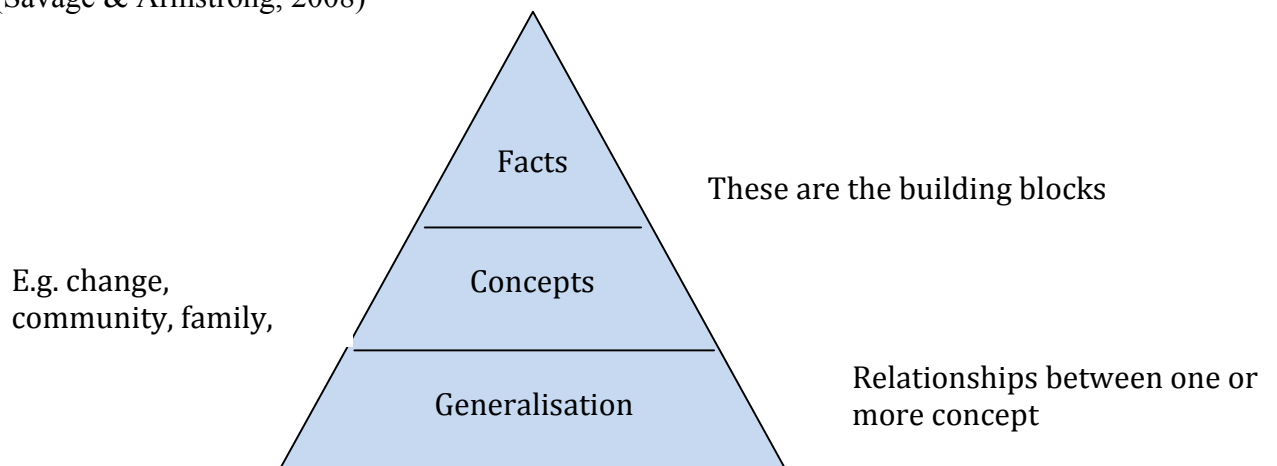 (Savage & Armstrong, 2008)
Facts
These are the building blocks
E.g. change,
community, family,
Concepts
Generalisation
Relationships between one or
more concept